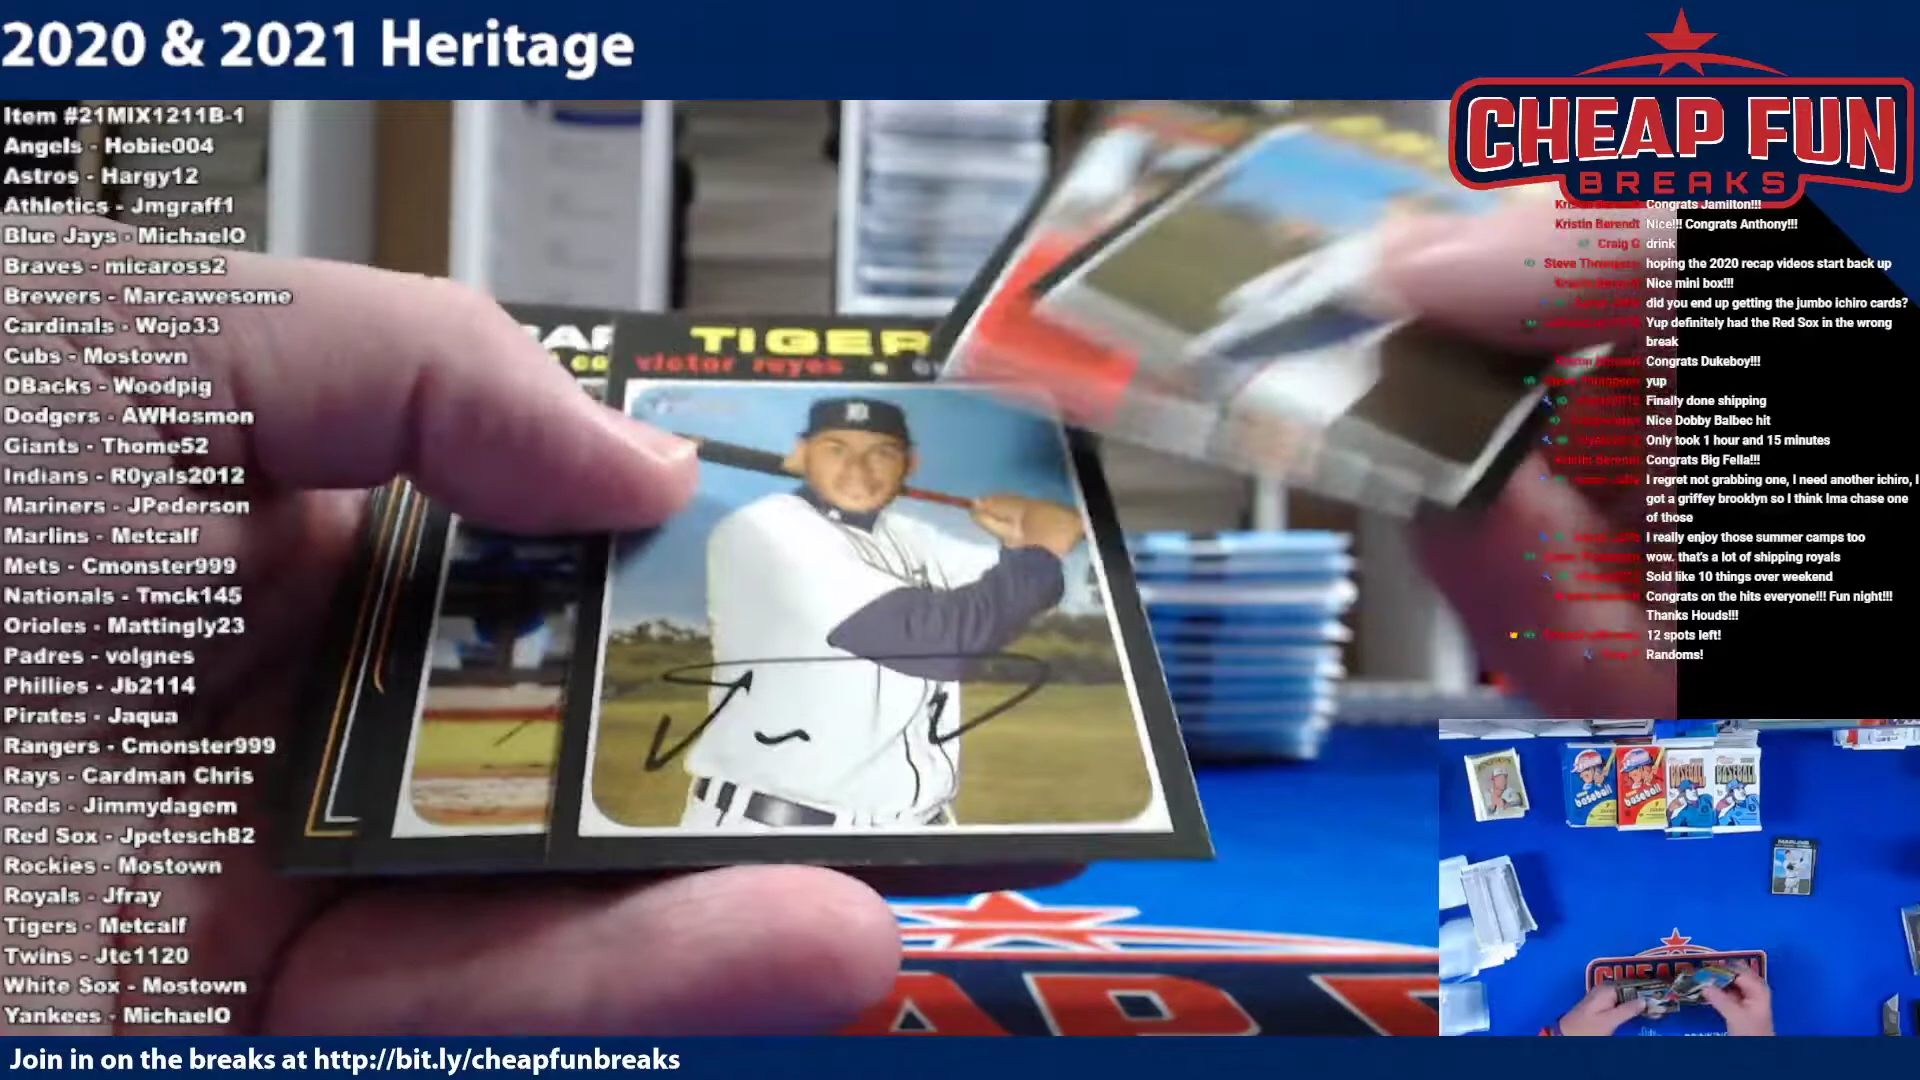 2020 & 2021 Heritage
CHEAP FUN
BREAKS
Item #21MIX1211B-1
Angels - Hobie004
Astros - Hargy12
Athletics - Jmgraff1
Blue Jays - MichaelO
Braves - micaross2
Brewers - Marcawesome
Cardinals - Wojo33
Cubs - Mostown
DBacks - Woodpig
Dodgers - AWHosmon
Giants - Thome52
Indians - R0yals2012
Mariners - JPederson
Marlins - Metcalf
Mets - Cmonster999
Nationals - Tmck145
Orioles - Mattingly23
Padres - volgnes
Phillies - Jb2114
Pirates - Jaqua
Rangers - Cmonster999
Rays - Cardman Chris
Reds - Jimmydagem
Red Sox - Jpetesch82
Rockies - Mostown
Royals - Jfray
Tigers - Metcalf
Twins - Jtc1120
White Sox - Mostown
Yankees - MichaelO
TIGER
victor reyes
Congrats Jamilton!!!
Kristin Berendt Nice!!! Congrats Anthony!!!
Craig G drink
Steve Thompson hoping the 2020 recap videos start back up
Nice mini box!!!
did you end up getting the jumbo ichiro cards?
Yup definitely had the Red Sox in the wrong
break
Congrats Dukeboy!!!
Steve Thompson yup
Finally done shipping
Nice Dobby Balbec hit
Only took 1 hour and 15 minutes
Kristin Berendt Congrats Big Fella!!!
I regret not grabbing one, I need another ichiro, I
got a griffey brooklyn so I think Ima chase one
of those
I really enjoy those summer camps too
wow. that's a lot of shipping royals
Sold like 10 things over weekend
Congrats on the hits everyone!!! Fun night!!!
Thanks Houds!!!
12 spots left!
Randoms!
Join in on the breaks at http://bit.ly/cheapfunbreaks